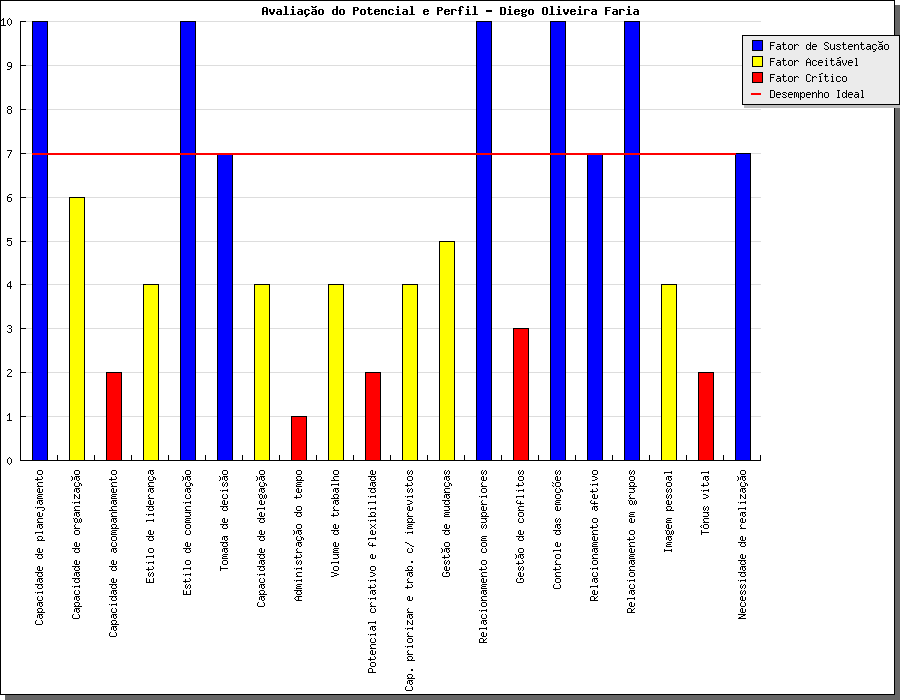 Avaliação do Potencial e Perfil - Diego Oliveira Faria
Fator de Sustentação
Fator Aceitável
Fator Crítico
Desempenho Ideal
10
9
8
7
6
5
4
3
2
1
0
Capacidade de planejamento
Capacidade de organização
Capacidade de acompanhamento
Estilo de liderança
Estilo de comunicação
Tomada de decisão
Capacidade de delegação
Administração do tempo
Volume de trabalho
Potencial criativo e flexibilidade
Cap. priorizar e trab. c/ imprevistos
Gestão de mudanças
Relacionamento com superiores
Gestão de conflitos
Controle das emoções
Relacionamento afetivo
Relacionamento em grupos
Imagem pessoal
Tônus vital
Necessidade de realização